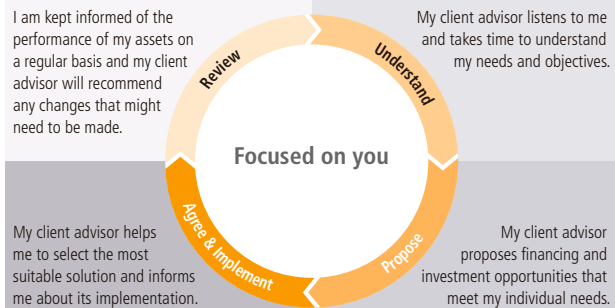 I am kept informed of the
performance of my assets on
a regular basis and my client
advisor will recommend
any changes that might
need to be made.
My client advisor listens to me
and takes time to understand
my needs and objectives.
Review
Understand
Focused on you
Agree & Implement
Propose
My client advisor helps
me to select the most
suitable solution and informs
me about its implementation.
My client advisor
proposes financing and
investment opportunities that
meet my individual needs.